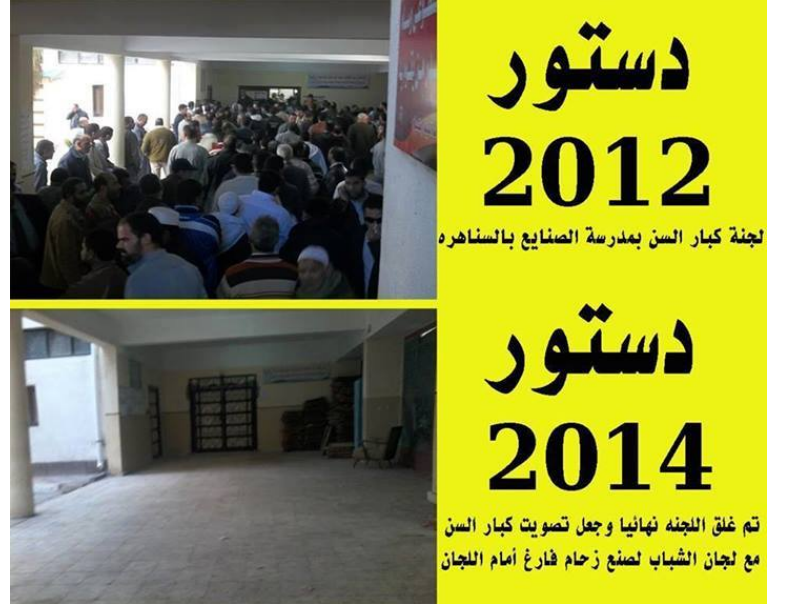 دستور
2012
لجنة كبار السن بمدرسة الصنايع بالسناهره
دستور
2014
تم غلق اللجنه نهائيا وجعل تصويت كبار السن
مع لجان الشباب لصنع زحام فارغ أمام اللجان